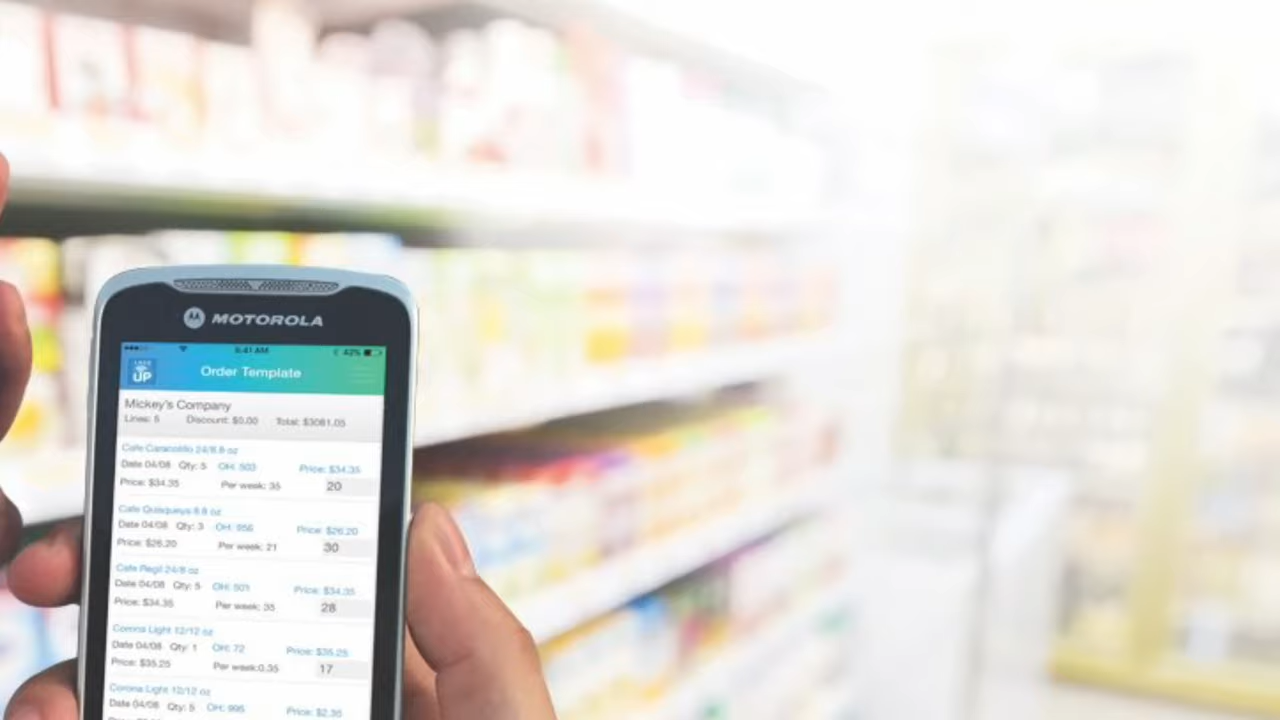 MOTOROLA
9:41 AM 42%
UP
Order Template
Mickey's Company
Lines: 5 Discount: $0.00 Total: $3081.05
Cafe Caracolillo 24/8.8 oz
Date 04/08 Qty: 5 OH: 503 Price: $34.35
Price: $34.35 Per week: 35 20
Cafe Quisqueya 8.8 oz
Date 04/08 Qty: 3 OH: 956 Price: $26.20
Price: $26.20 Per week: 21 30
Cafe Regil 24/8 oz
Date 04/08 Qty: 5 OH: 501 Price: $34.35
Price: $34.35 Per week: 35 28
Corona Light 12/12 oz
Date 04/08 Qty: 1 OH: 72 Price: $35.25
Price: $35.25 Per week:0.35 17
Corona Light 12/12 oz
Date 04/08 Qty: 5 OH: 995 Price: $2.35